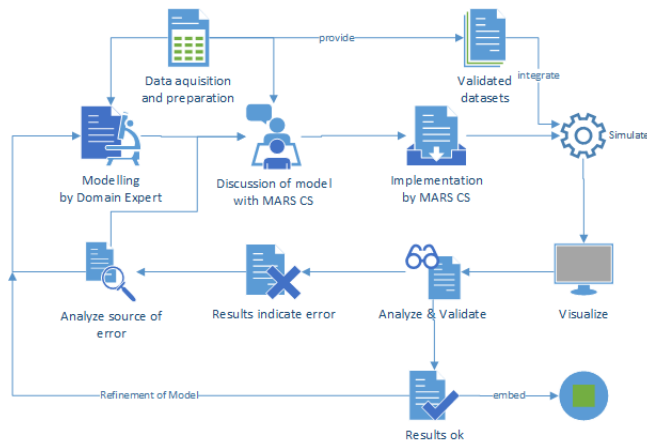 provide
Data aquisition
and preparation
Validated
datasets
integrate
Simulate
Modelling
by Domain Expert
Discussion of model
with MARS CS
Implementation
by MARS CS
Analyze source of
error
Results indicate error
Analyze & Validate
Visualize
Refinement of Model
embed
Results ok